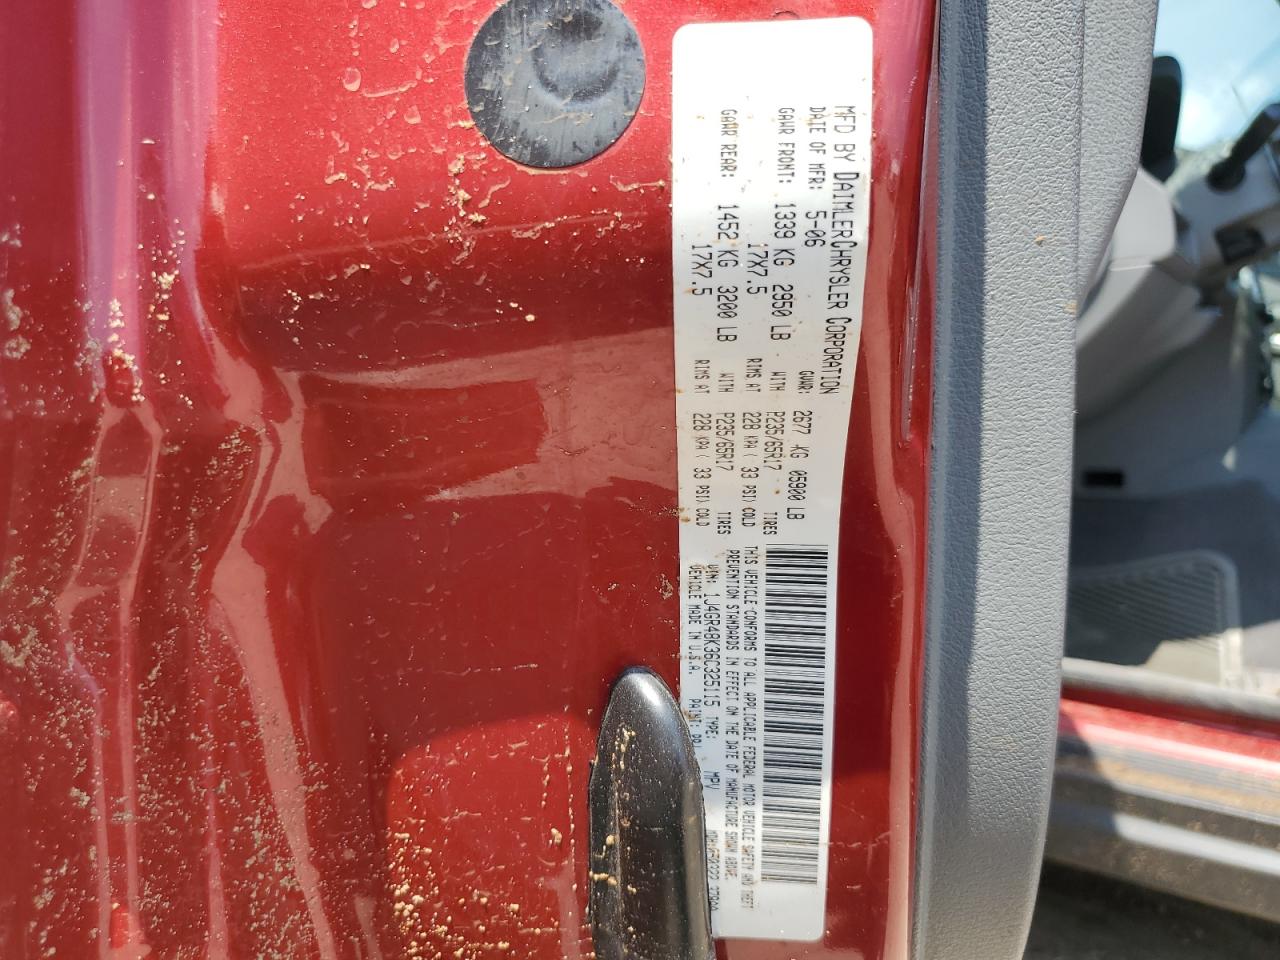 MFD BY DAIMLERCHRYSLER CORPORATION
DATE OF MFR: 5-06 GVWR: 2677 KG 05900 LB
GAWR FRONT: 1339 KG 2950 LB WITH P235/65R17 TIRES
17X7.5 RIMS AT 228 KPA( 33 PSI) COLD
GAWR REAR: 1452 KG 3200 LB WITH P235/65R17 TIRES
17X7.5 RIMS AT 228 KPA( 33 PSI) COLD
THIS VEHICLE CONFORMS TO ALL APPLICABLE FEDERAL MOTOR VEHICLE SAFETY AND THEFT
PREVENTION STANDARDS IN EFFECT ON THE DATE OF MANUFACTURE SHOWN ABOVE.
VIN: 1J4GR48K36C325115 TYPE: MPV
VEHICLE MADE IN U.S.A. PAINT: